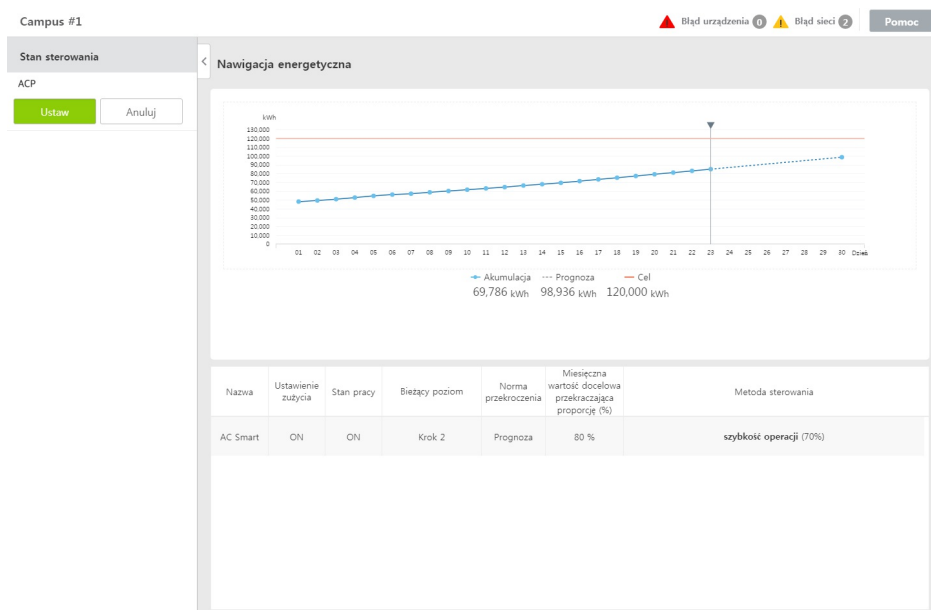 Campus #1
Błąd urządzenia 0
Błąd sieci 2
Pomoc
Stan sterowania
ACP
Ustaw
Anuluj
<
Nawigacja energetyczna
kWh
130,000
120,000
110,000
100,000
90,000
80,000
70,000
60,000
50,000
40,000
30,000
20,000
10,000
0
01 02 03 04 05 06 07 08 09 10 11 12 13 14 15 16 17 18 19 20 21 22 23 24 25 26 27 28 29 30 Dzień
Akumulacja Prognoza Cel
69,786 kWh 98,936 kWh 120,000 kWh
Nazwa
Ustawienie
zużycia
Stan pracy
Bieżący poziom
Norma
przekroczenia
Miesięczna
wartość docelowa
przekraczająca
proporcję (%)
Metoda sterowania
AC Smart ON ON Krok 2 Prognoza 80 % szybkość operacji (70%)